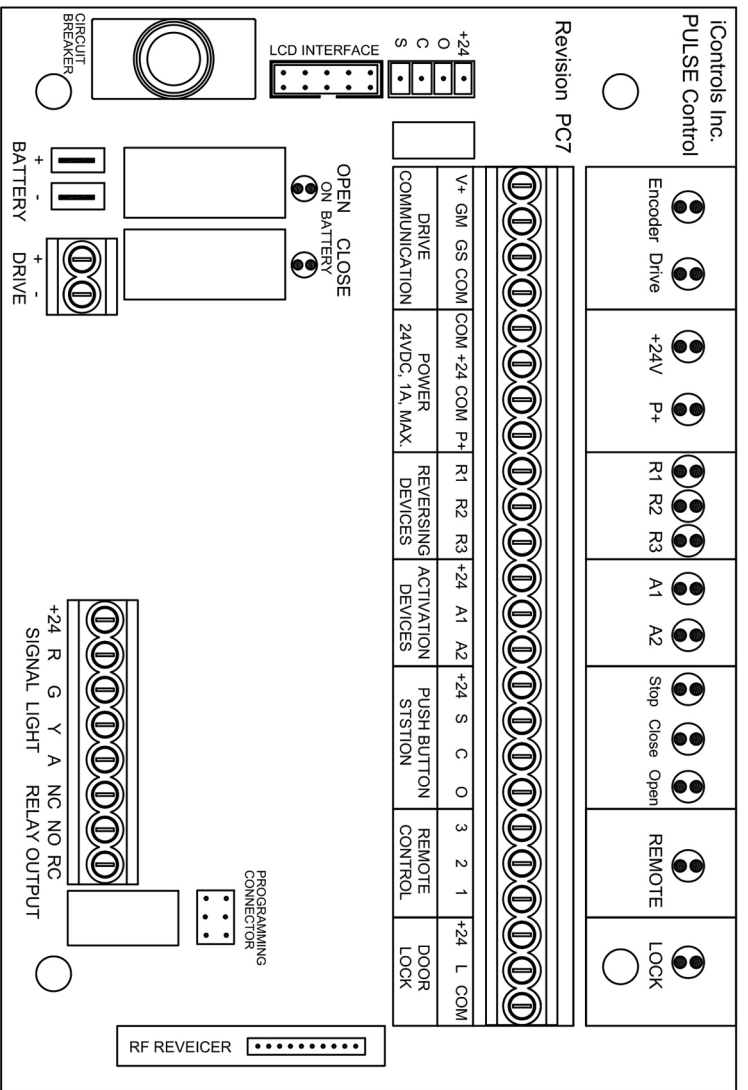 iControls Inc.
PULSE Control
Revision PC7
Encoder Drive
+24V P+
R1 R2 R3
A1 A2
Stop Close Open
REMOTE
LOCK
V+ GM GS COM
DRIVE
COMMUNICATION
COM +24 COM P+
POWER
24VDC, 1A, MAX.
R1 R2 R3
REVERSING
DEVICES
+24 A1 A2
ACTIVATION
DEVICES
+24 S C O
PUSH BUTTON
STSTION
3 2 1
REMOTE
CONTROL
+24 L COM
DOOR
LOCK
S C O +24
LCD INTERFACE
CIRCUIT
BREAKER
OPEN CLOSE
ON BATTERY
+ -
BATTERY
+ -
DRIVE
+24 R G Y A NC NO RC
SIGNAL LIGHT RELAY OUTPUT
PROGRAMMING
CONNECTOR
RF REVEICER